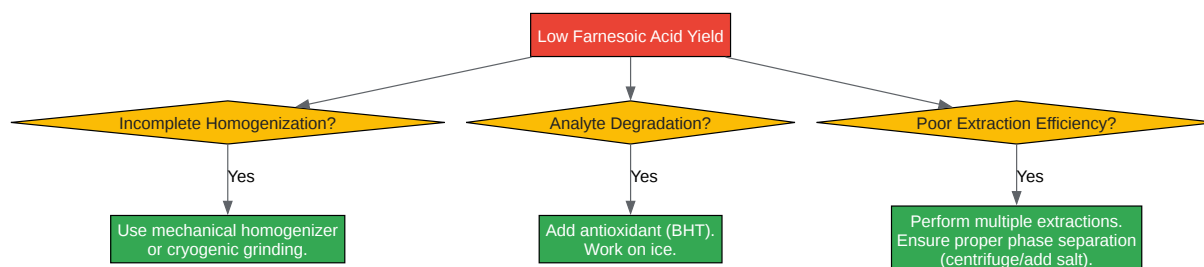 Low Farnesoic Acid Yield
Incomplete Homogenization?
Analyte Degradation?
Poor Extraction Efficiency?
Yes
Yes
Yes
Use mechanical homogenizer
or cryogenic grinding.
Add antioxidant (BHT).
Work on ice.
Perform multiple extractions.
Ensure proper phase separation
(centrifuge/add salt).